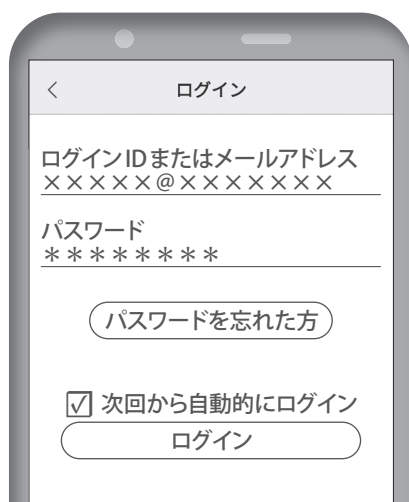 ログイン
ログインIDまたはメールアドレス
×××××@×××××××
パスワード
********
パスワードを忘れた方
次回から自動的にログイン
ログイン